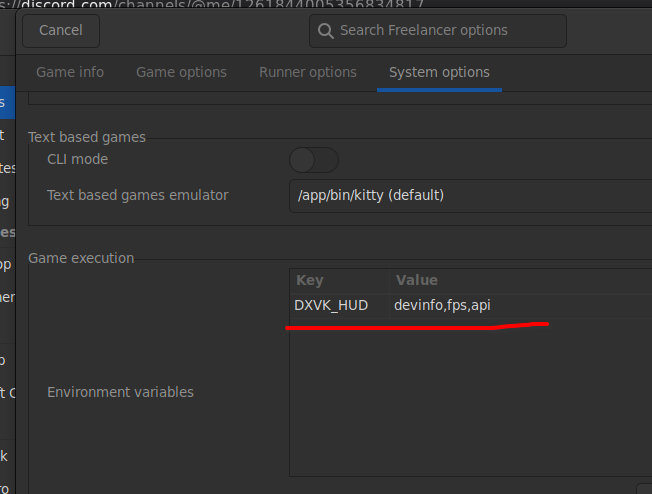 s://discord.com/channels/@me/1261844005356834817
Cancel
Search Freelancer options
Game info
Game options
Runner options
System options
Text based games
CLI mode
Text based games emulator
/app/bin/kitty (default)
Game execution
Key
Value
DXVK_HUD
devinfo,fps,api
Environment variables